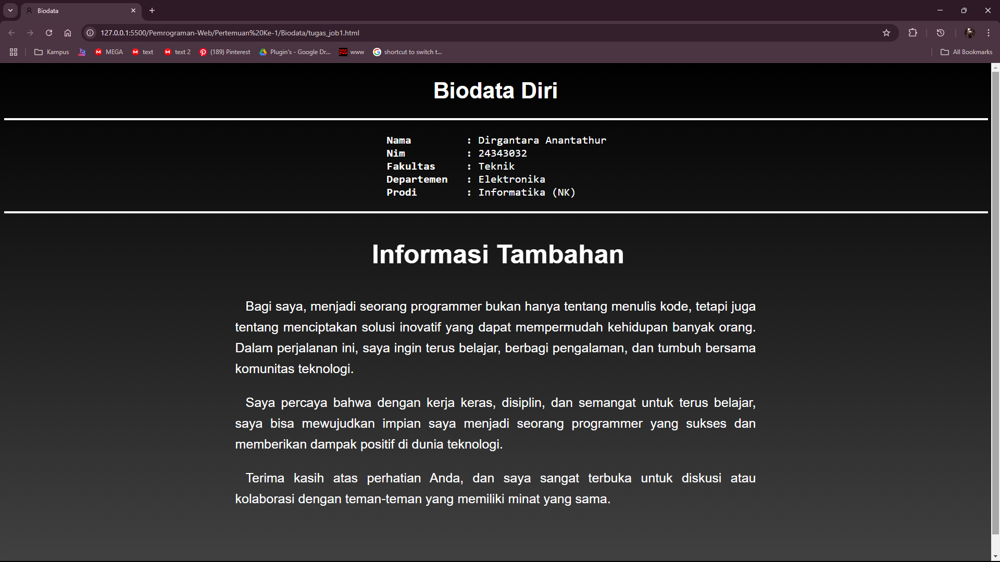 Biodata
127.0.0.1:5500/Pemrograman-Web/Pertemuan%20Ke-1/Biodata/tugas_job1.html
Kampus MEGA text text 2 (189) Pinterest Plugin's - Google Dr... www shortcut to switch t... All Bookmarks
Biodata Diri
Nama : Dirgantara Anantathur
Nim : 24343032
Fakultas : Teknik
Departemen : Elektronika
Prodi : Informatika (NK)
Informasi Tambahan
Bagi saya, menjadi seorang programmer bukan hanya tentang menulis kode, tetapi juga
tentang menciptakan solusi inovatif yang dapat mempermudah kehidupan banyak orang.
Dalam perjalanan ini, saya ingin terus belajar, berbagi pengalaman, dan tumbuh bersama
komunitas teknologi.
Saya percaya bahwa dengan kerja keras, disiplin, dan semangat untuk terus belajar,
saya bisa mewujudkan impian saya menjadi seorang programmer yang sukses dan
memberikan dampak positif di dunia teknologi.
Terima kasih atas perhatian Anda, dan saya sangat terbuka untuk diskusi atau
kolaborasi dengan teman-teman yang memiliki minat yang sama.